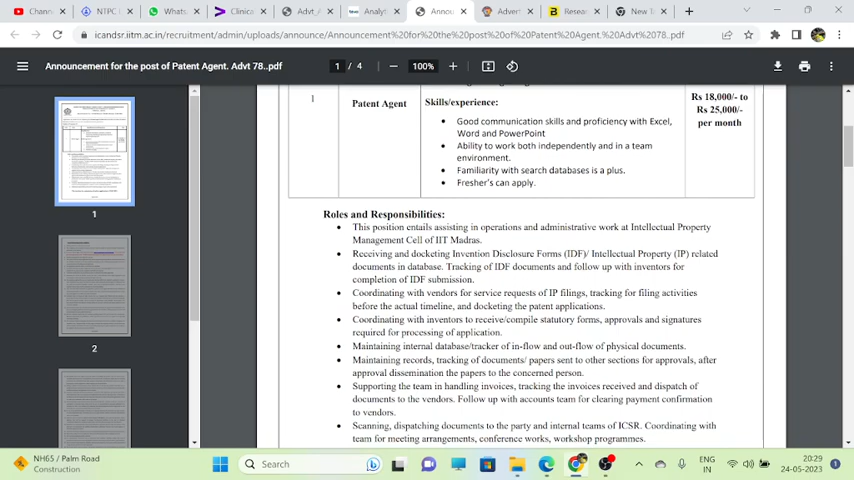 Chann
NTPC
Whats
Clinica
Advt_
Analyti
Annou
Advert
Resea
New T
icandsr.iitm.ac.in/recruitment/admin/uploads/announce/Announcement%20for%20the%20post%20of%20Patent%20Agent.%20Advt%2078..pdf
Announcement for the post of Patent Agent. Advt 78..pdf
1 / 4
100%
1
2
1
Patent Agent
Skills/experience:
• Good communication skills and proficiency with Excel,
Word and PowerPoint
• Ability to work both independently and in a team
environment.
• Familiarity with search databases is a plus.
• Fresher's can apply.
Rs 18,000/- to
Rs 25,000/-
per month
Roles and Responsibilities:
• This position entails assisting in operations and administrative work at Intellectual Property
Management Cell of IIT Madras.
• Receiving and docketing Invention Disclosure Forms (IDF)/ Intellectual Property (IP) related
documents in database. Tracking of IDF documents and follow up with inventors for
completion of IDF submission.
• Coordinating with vendors for service requests of IP filings, tracking for filing activities
before the actual timeline, and docketing the patent applications.
• Coordinating with inventors to receive/compile statutory forms, approvals and signatures
required for processing of application.
• Maintaining internal database/tracker of in-flow and out-flow of physical documents.
• Maintaining records, tracking of documents/ papers sent to other sections for approvals, after
approval dissemination the papers to the concerned person.
• Supporting the team in handling invoices, tracking the invoices received and dispatch of
documents to the vendors. Follow up with accounts team for clearing payment confirmation
to vendors.
• Scanning, dispatching documents to the party and internal teams of ICSR. Coordinating with
team for meeting arrangements, conference works, workshop programmes.
NH65 / Palm Road
Construction
Search
ENG
IN
20:29
24-05-2023